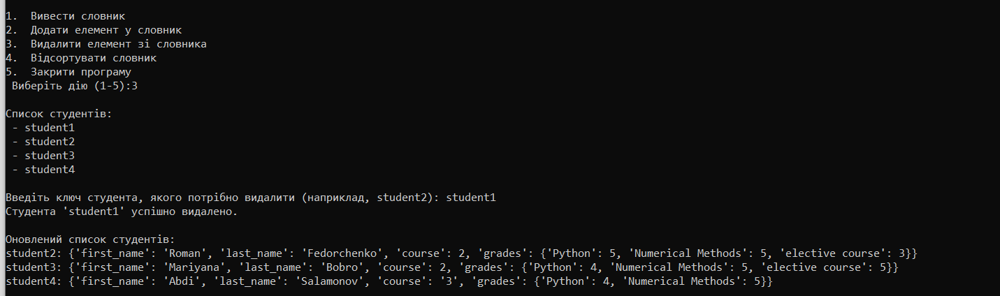 1.  Вивести словник
2.  Додати елемент у словник
3.  Видалити елемент зі словника
4.  Відсортувати словник
5.  Закрити програму
 Виберіть дію (1-5):3
Список студентів:
 - student1
 - student2
 - student3
 - student4
Введіть ключ студента, якого потрібно видалити (наприклад, student2): student1
Студента 'student1' успішно видалено.
Оновлений список студентів:
student2: {'first_name': 'Roman', 'last_name': 'Fedorchenko', 'course': 2, 'grades': {'Python': 5, 'Numerical Methods': 5, 'elective course': 3}}
student3: {'first_name': 'Mariyana', 'last_name': 'Bobro', 'course': 2, 'grades': {'Python': 4, 'Numerical Methods': 5, 'elective course': 5}}
student4: {'first_name': 'Abdi', 'last_name': 'Salamonov', 'course': '3', 'grades': {'Python': 4, 'Numerical Methods': 5}}